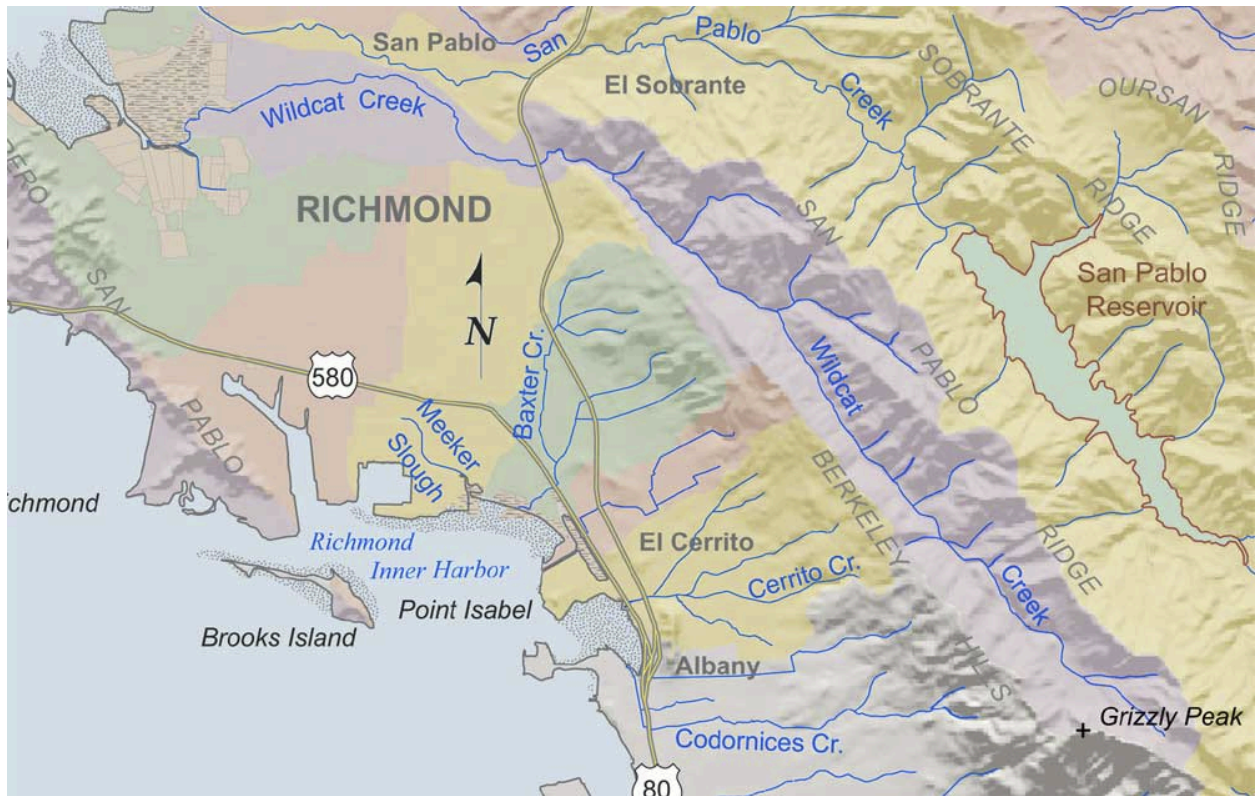 San Pablo
San Pablo Creek
El Sobrante
SOBRANTE RIDGE
OURSAN RIDGE
Wildcat Creek
RICHMOND
SAN PABLO RIDGE
San Pablo
Reservoir
SAN PABLO
N
580
Baxter Cr.
Meeker
Slough
Wildcat Creek
BERKELEY HILLS
Richmond
Inner Harbor
El Cerrito
Cerrito Cr.
Point Isabel
Brooks Island
Albany
Grizzly Peak
Codornices Cr.
80